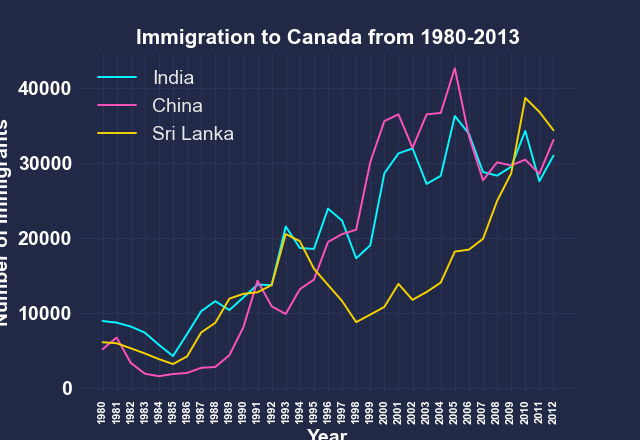 Immigration to Canada from 1980-2013
India
China
Sri Lanka
40000
30000
20000
10000
0
Number of Immigrants
1980 1981 1982 1983 1984 1985 1986 1987 1988 1989 1990 1991 1992 1993 1994 1995 1996 1997 1998 1999 2000 2001 2002 2003 2004 2005 2006 2007 2008 2009 2010 2011 2012
Year